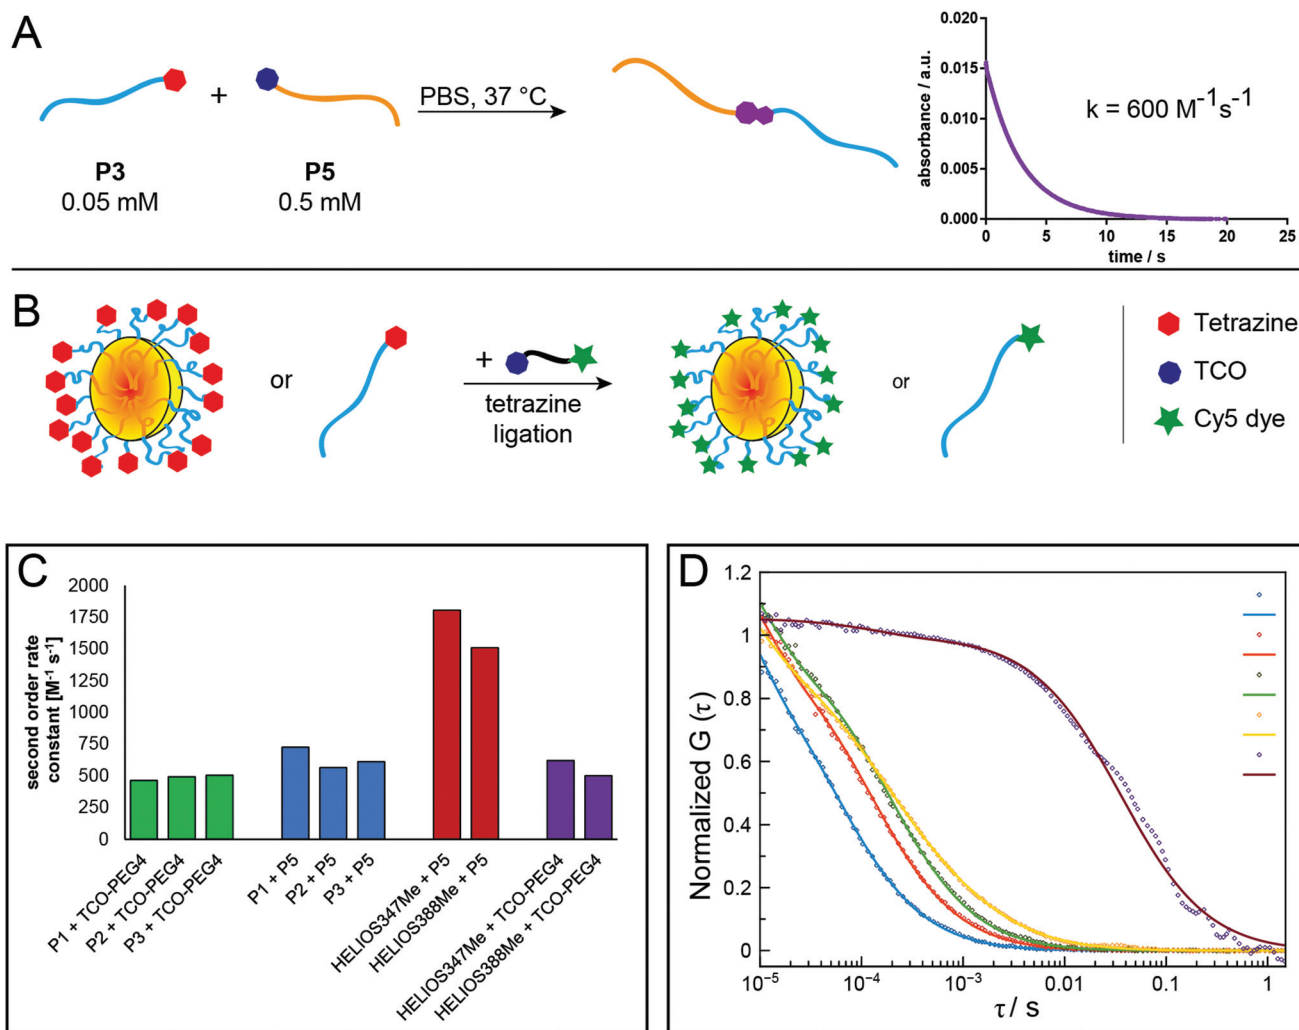 A
P3
0.05 mM
+
P5
0.5 mM
PBS, 37 °C
absorbance / a.u.
0.020
0.015
0.010
0.005
0.000
0 5 10 15 20 25
time / s
k = 600 M⁻¹s⁻¹
B
or
+
tetrazine
ligation
or
Tetrazine
TCO
Cy5 dye
C
second order rate
constant [M⁻¹ s⁻¹]
2000
1750
1500
1250
1000
750
500
250
0
P1 + TCO-PEG4
P2 + TCO-PEG4
P3 + TCO-PEG4
P1 + P5
P2 + P5
P3 + P5
HELIOS347Me + P5
HELIOS388Me + P5
HELIOS347Me + TCO-PEG4
HELIOS388Me + TCO-PEG4
D
Normalized G (τ)
1.2
1
0.8
0.6
0.4
0.2
0
10⁻⁵ 10⁻⁴ 10⁻³ 0.01 0.1 1
τ / s